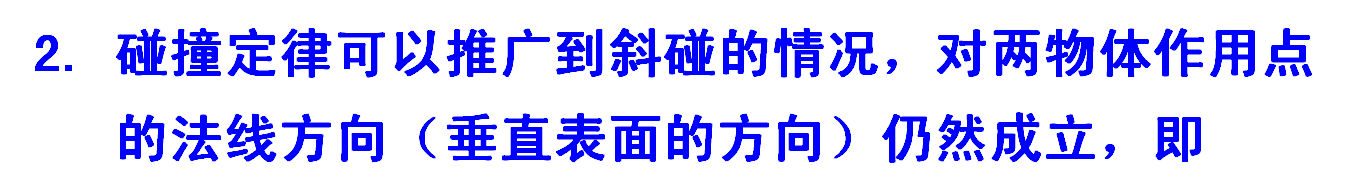 2. 碰撞定律可以推广到斜碰的情况，对两物体作用点
的法线方向（垂直表面的方向）仍然成立，即